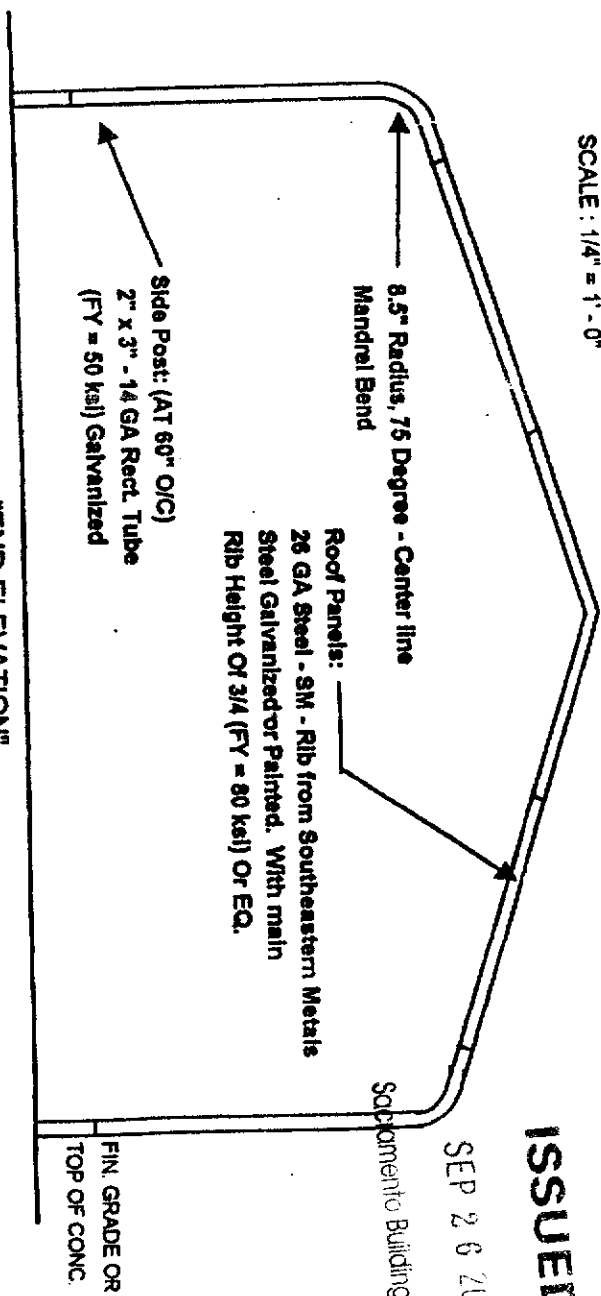 SCALE : 1/4" = 1' - 0"
ISSUED
SEP 2 6 20
Sacramento Building
8.5" Radius, 75 Degree - Center line
Mandrel Bend
Roof Panels:
26 GA Steel - SM - Rib from Southeastern Metals
Steel Galvanized or Painted. With main
Rib Height Of 3/4 (FY = 80 ksi) Or EQ.
Side Post: (AT 60" O/C)
2" x 3" - 14 GA Rect. Tube
(FY = 50 ksi) Galvanized
FIN. GRADE OR
TOP OF CONC.
"END ELEVATION"